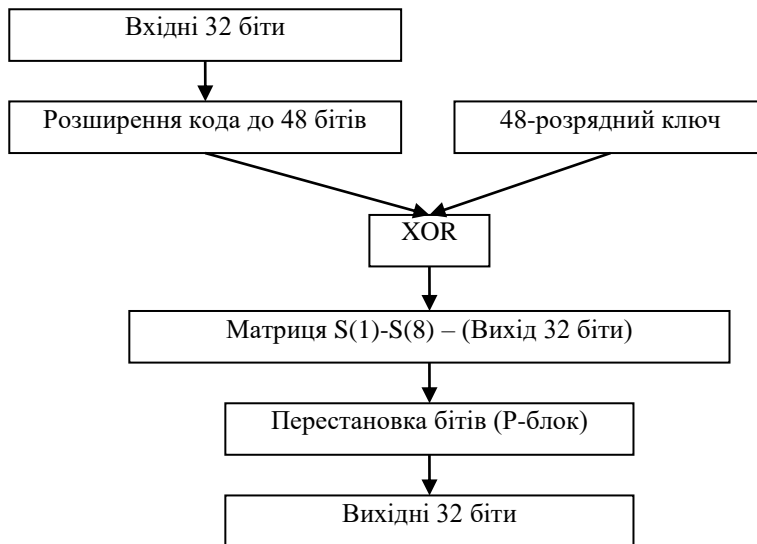 Вхідні 32 біти
Розширення кода до 48 бітів
48-розрядний ключ
XOR
Матриця S(1)-S(8) – (Вихід 32 біти)
Перестановка бітів (P-блок)
Вихідні 32 біти